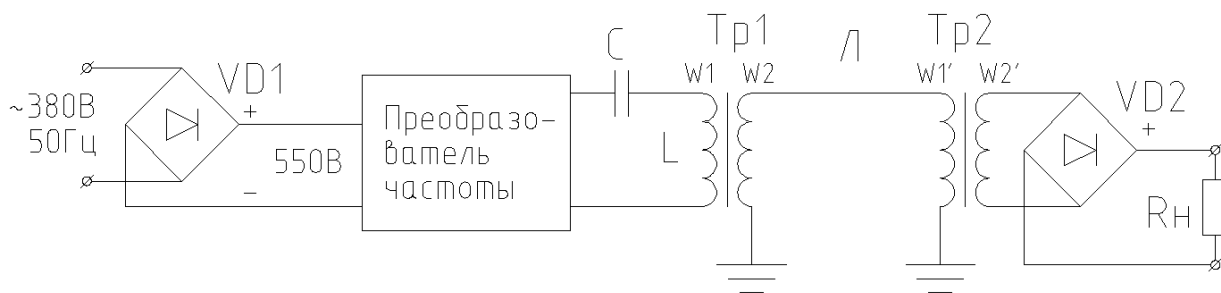 ~380В
50Гц
VD1
+
550В
-
Преобразо-
ватель
частоты
C
L
Тр1
W1
W2
Л
Тр2
W1'
W2'
VD2
+
Rн